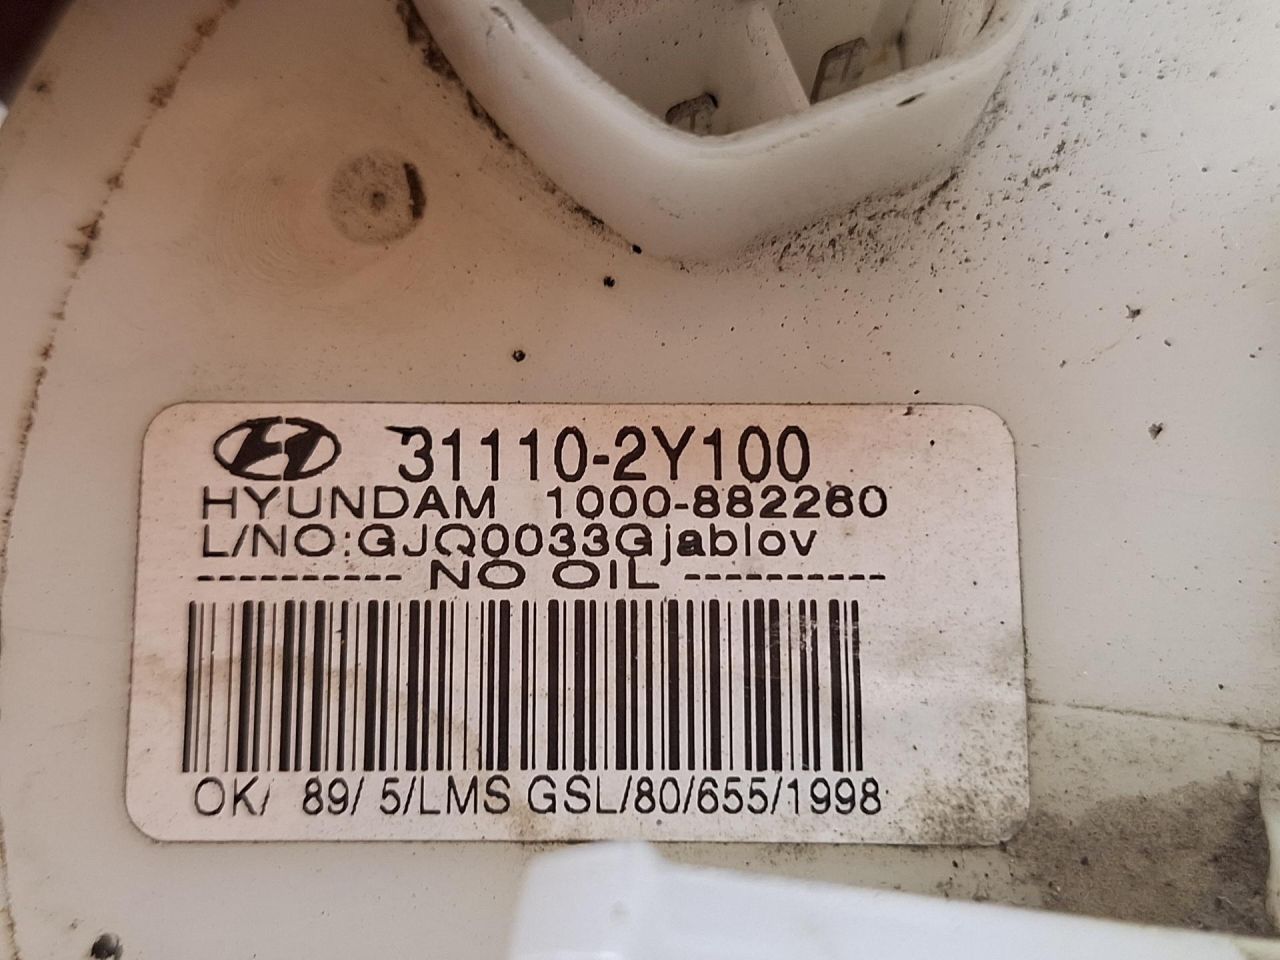 31110-2Y100
HYUNDAM 1000-882260
L/NO:GJQ0033Gjablov
---------- NO OIL ----------
OK/ 89/ 5/LMS GSL/80/655/1998